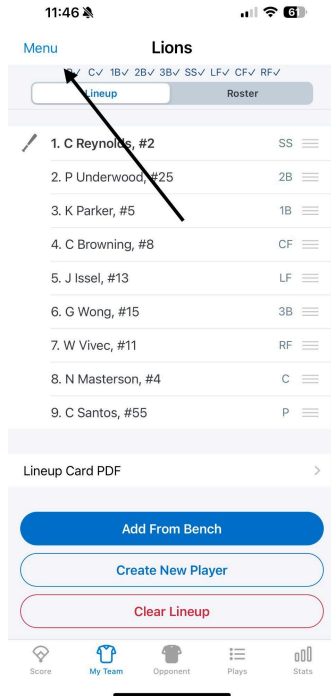 11:46
61
Menu Lions
P✓ C✓ 1B✓ 2B✓ 3B✓ SS✓ LF✓ CF✓ RF✓
Lineup Roster
1. C Reynolds, #2 SS
2. P Underwood, #25 2B
3. K Parker, #5 1B
4. C Browning, #8 CF
5. J Issel, #13 LF
6. G Wong, #15 3B
7. W Vivec, #11 RF
8. N Masterson, #4 C
9. C Santos, #55 P
Lineup Card PDF
Add From Bench
Create New Player
Clear Lineup
Score My Team Opponent Plays Stats